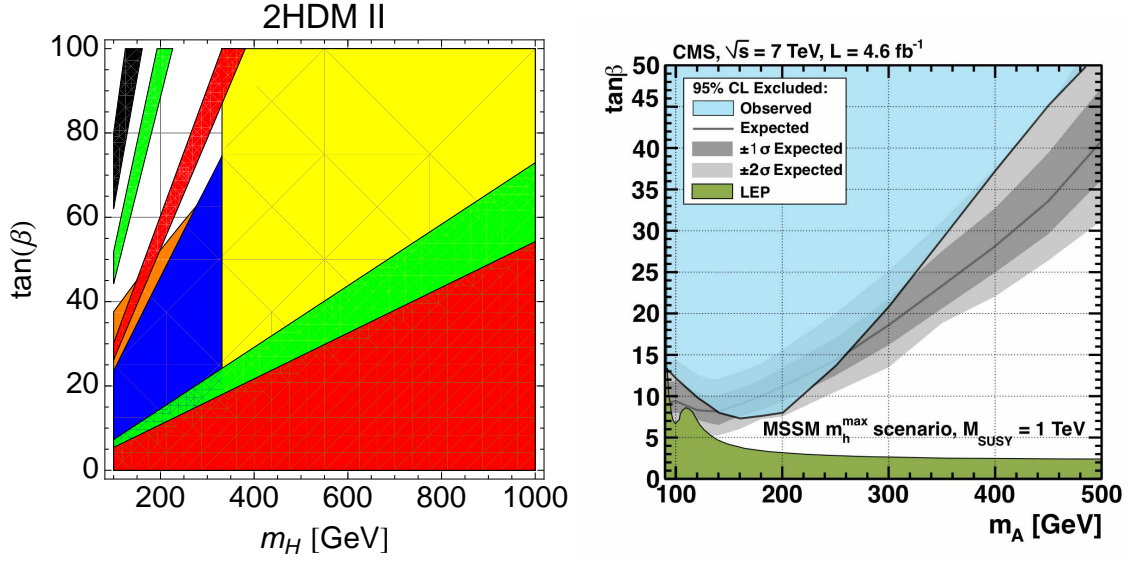 2HDM II
100
80
60
40
20
0
tan(β)
200 400 600 800 1000
m_H [GeV]
CMS, √s = 7 TeV, L = 4.6 fb⁻¹
50
45
40
35
30
25
20
15
10
5
0
tanβ
95% CL Excluded:
Observed
Expected
±1σ Expected
±2σ Expected
LEP
MSSM m_h^max scenario, M_SUSY = 1 TeV
100 200 300 400 500
m_A [GeV]